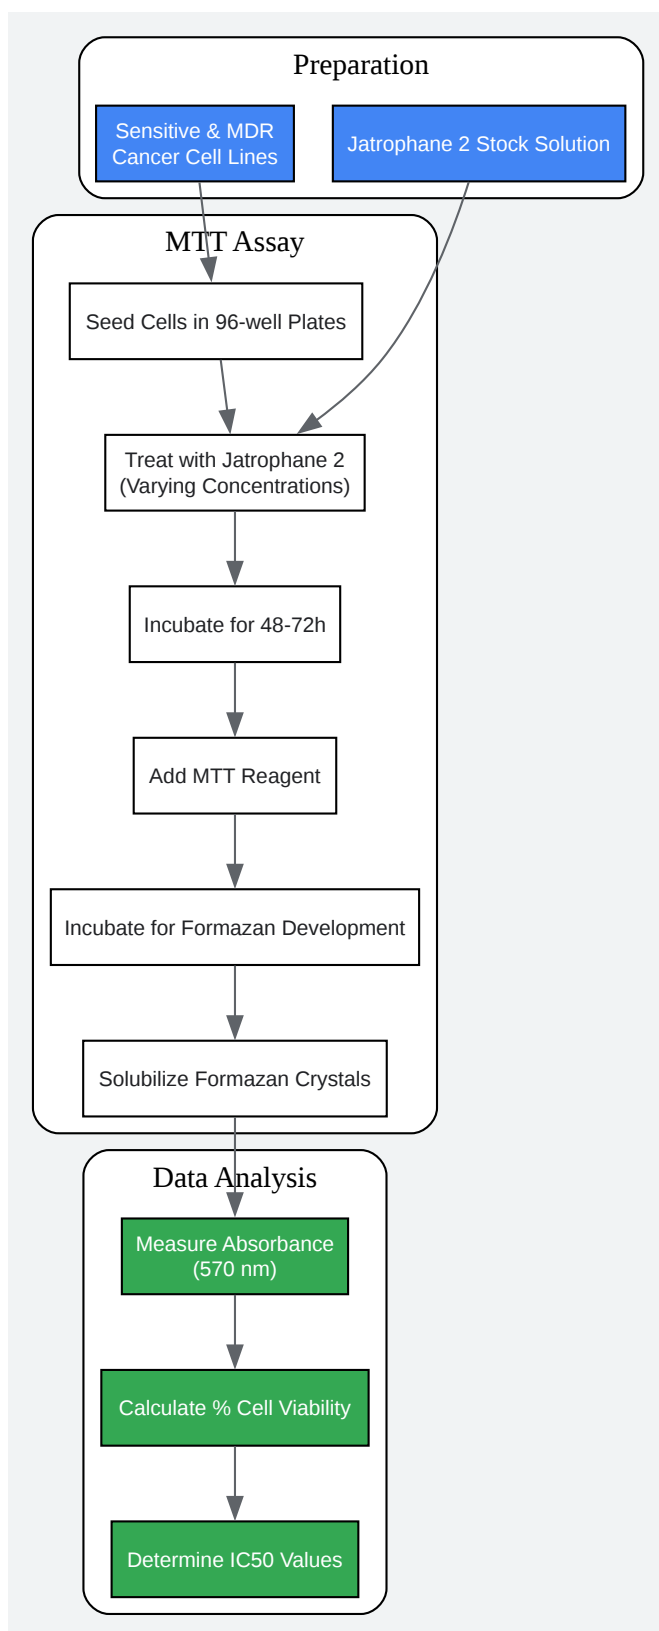 Preparation
Sensitive & MDR
Cancer Cell Lines
Jatrophane 2 Stock Solution
MTT Assay
Seed Cells in 96-well Plates
Treat with Jatrophane 2
(Varying Concentrations)
Incubate for 48-72h
Add MTT Reagent
Incubate for Formazan Development
Solubilize Formazan Crystals
Data Analysis
Measure Absorbance
(570 nm)
Calculate % Cell Viability
Determine IC50 Values